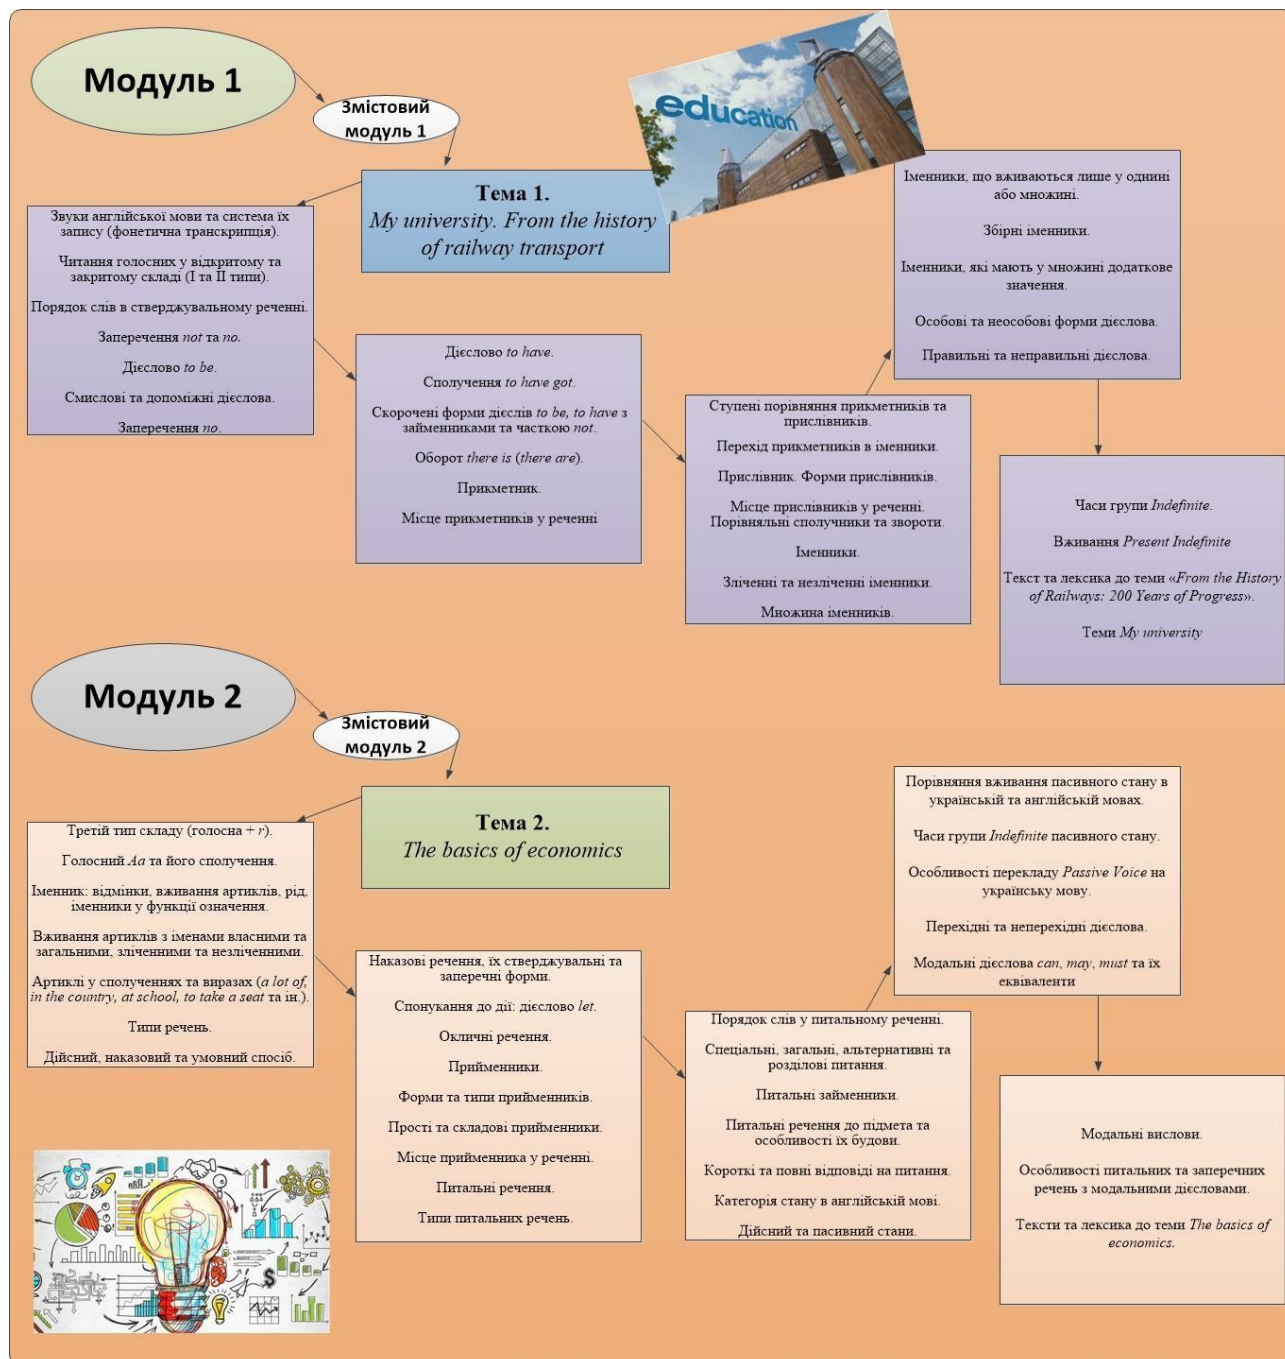 Модуль 1
Змістовий
модуль 1
education
Тема 1.
My university. From the history
of railway transport
Звуки англійської мови та система їх
запису (фонетична транскрипція).
Читання голосних у відкритому та
закритому складі (I та II типи).
Порядок слів в стверджувальному реченні.
Заперечення not та no.
Дієслово to be.
Смислові та допоміжні дієслова.
Заперечення no.
Дієслово to have.
Сполучення to have got.
Скорочені форми дієслів to be, to have з
займенниками та часткою not.
Оборот there is (there are).
Прикметник.
Місце прикметників у реченні
Ступені порівняння прикметників та
прислівників.
Перехід прикметників в іменники.
Прислівник. Форми прислівників.
Місце прислівників у реченні.
Порівняльні сполучники та звороти.
Іменники.
Зліченні та незліченні іменники.
Множина іменників.
Іменники, що вживаються лише у однині
або множині.
Збірні іменники.
Іменники, які мають у множині додаткове
значення.
Особові та неособові форми дієслова.
Правильні та неправильні дієслова.
Часи групи Indefinite.
Вживання Present Indefinite
Текст та лексика до теми «From the History
of Railways: 200 Years of Progress».
Теми My university
Модуль 2
Змістовий
модуль 2
Тема 2.
The basics of economics
Третій тип складу (голосна + r).
Голосний Aa та його сполучення.
Іменник: відмінки, вживання артиклів, рід,
іменники у функції означення.
Вживання артиклів з іменами власними та
загальними, зліченними та незліченними.
Артиклі у сполученнях та виразах (a lot of,
in the country, at school, to take a seat та ін.).
Типи речень.
Дійсний, наказовий та умовний спосіб.
Наказові речення, їх стверджувальні та
заперечні форми.
Спонукання до дії: дієслово let.
Окличні речення.
Прийменники.
Форми та типи прийменників.
Прості та складові прийменники.
Місце прийменника у реченні.
Питальні речення.
Типи питальних речень.
Порядок слів у питальному реченні.
Спеціальні, загальні, альтернативні та
розділові питання.
Питальні займенники.
Питальні речення до підмета та
особливості їх будови.
Короткі та повні відповіді на питання.
Категорія стану в англійській мові.
Дійсний та пасивний стани.
Порівняння вживання пасивного стану в
українській та англійській мовах.
Часи групи Indefinite пасивного стану.
Особливості перекладу Passive Voice на
українську мову.
Перехідні та неперехідні дієслова.
Модальні дієслова can, may, must та їх
еквіваленти
Модальні вислови.
Особливості питальних та заперечних
речень з модальними дієсловами.
Тексти та лексика до теми The basics of
economics.